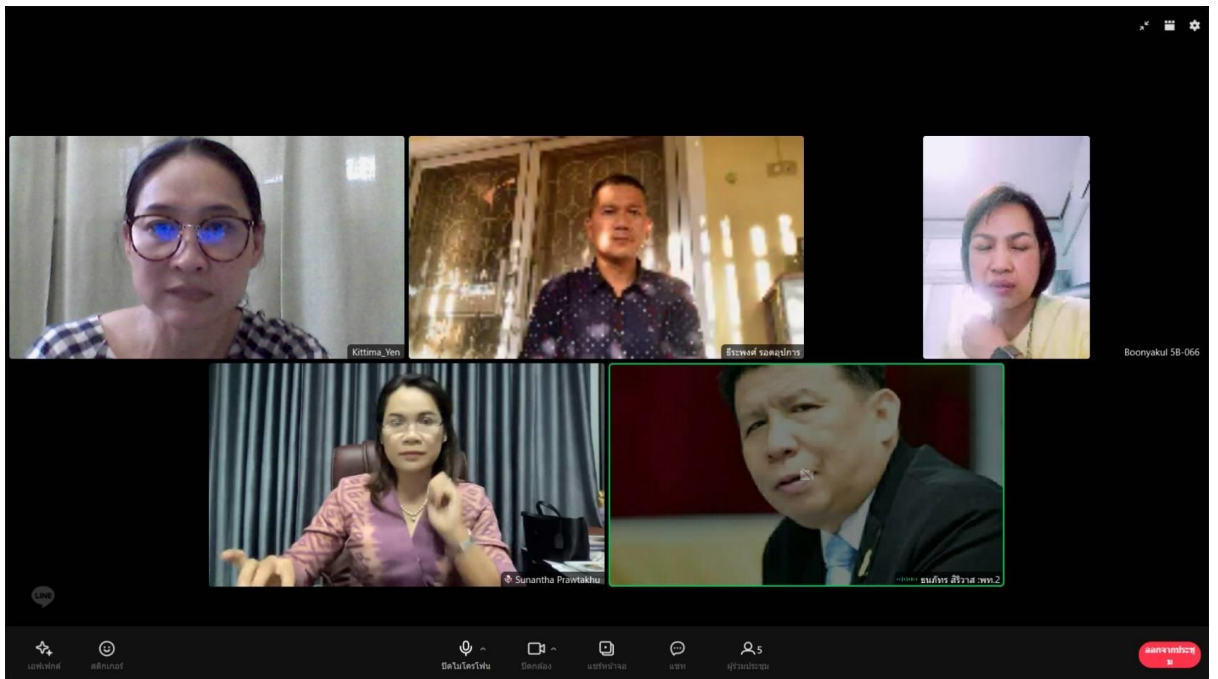 Kittima_Yen
ธีระพงศ์ รอดอุปการ
Boonyakul 5B-066
Sunantha Prawtakhu
ธนภัทร สิริวาส :พท.2
LINE
เอฟเฟกต์
สติกเกอร์
ปิดไมโครโฟน
ปิดกล้อง
แชร์หน้าจอ
แชท
5
ผู้ร่วมประชุม
ออกจากประชุ
ม